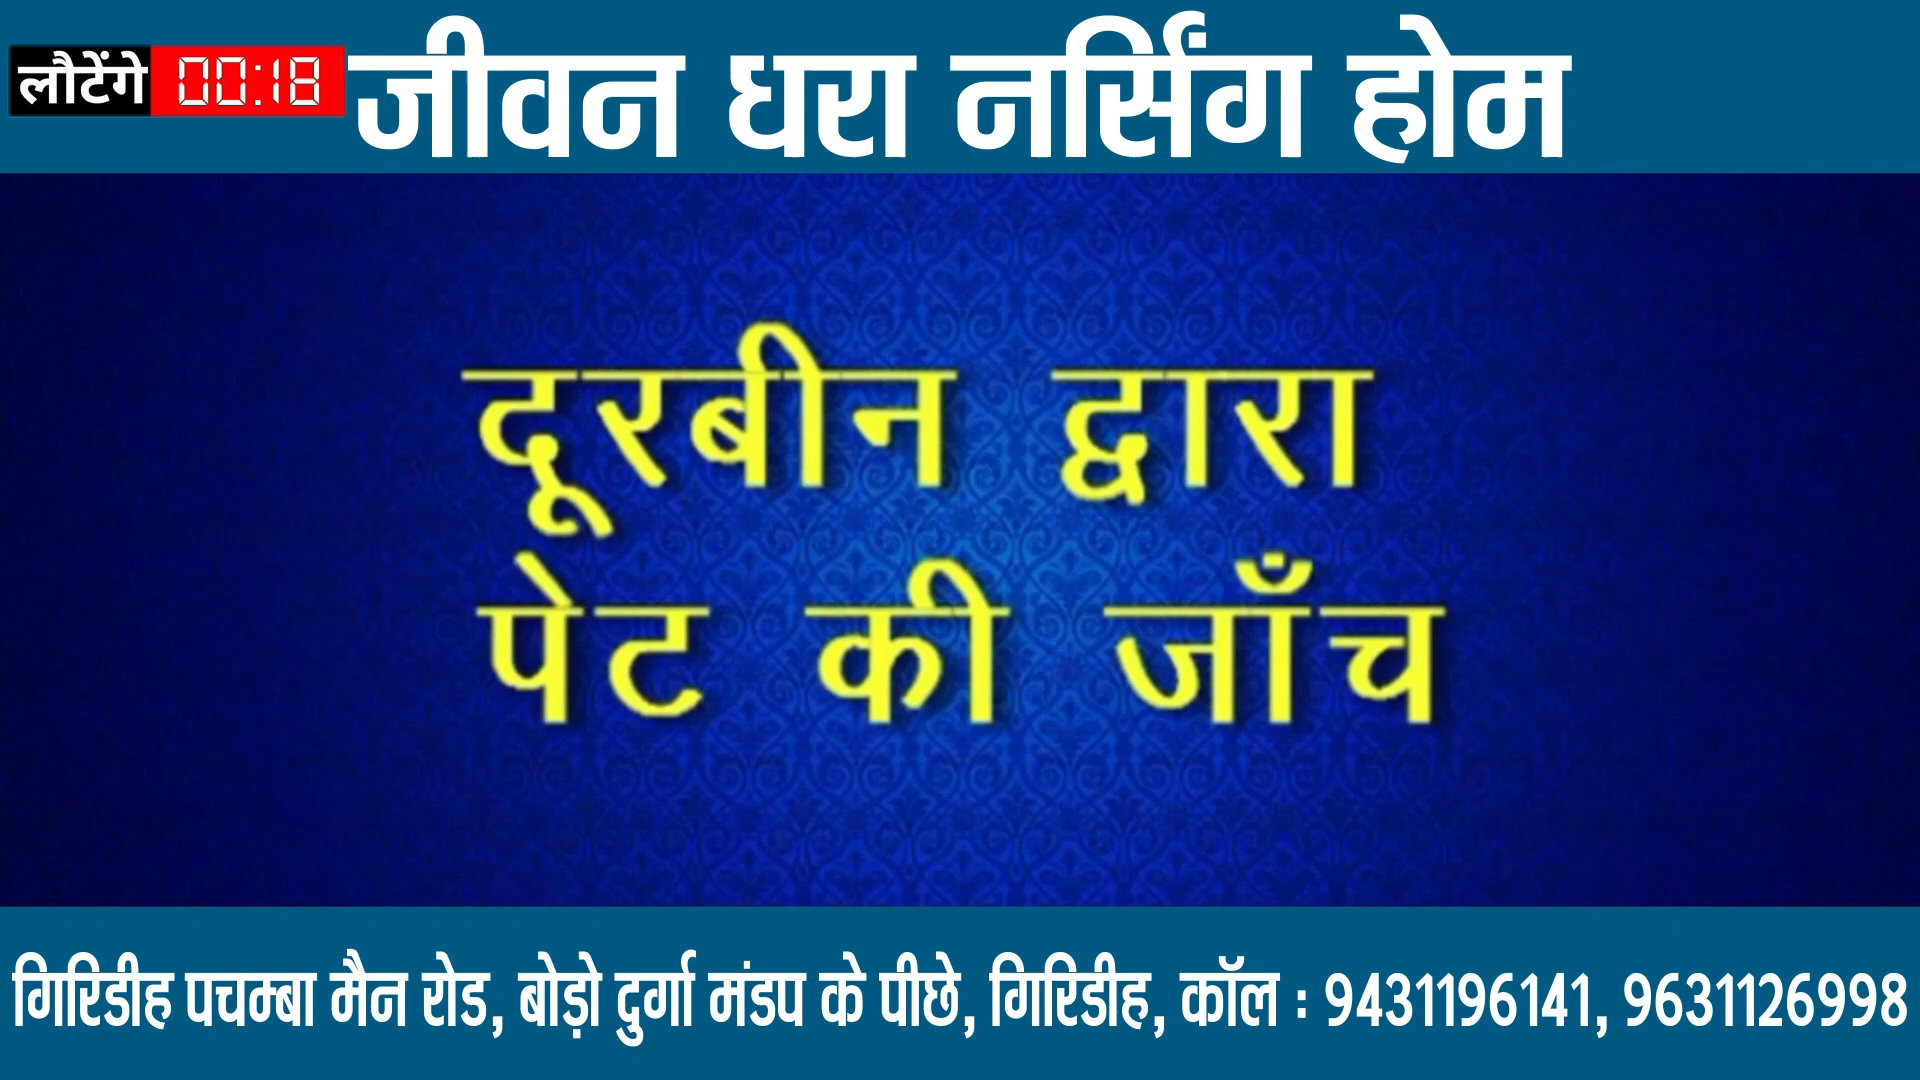 लौटेंगे 00:18
जीवन धरा नर्सिंग होम
दूरबीन द्वारा
पेट की जाँच
गिरिडीह पचम्बा मैन रोड, बोड़ो दुर्गा मंडप के पीछे, गिरिडीह, कॉल : 9431196141, 9631126998